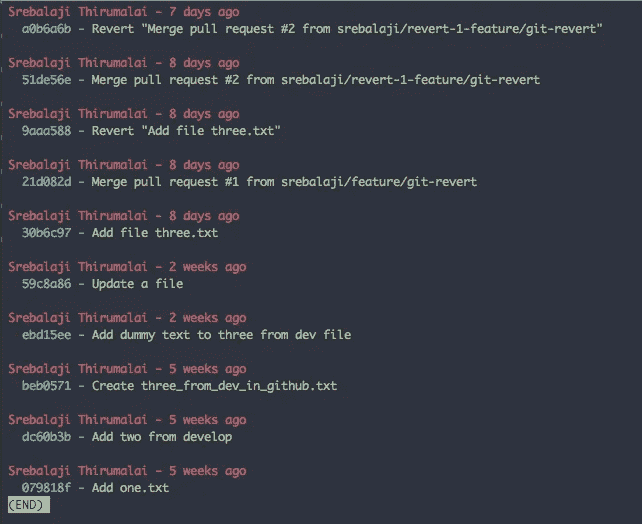 Srebalaji Thirumalai - 7 days ago
a0b6a6b - Revert "Merge pull request #2 from srebalaji/revert-1-feature/git-revert"
Srebalaji Thirumalai - 8 days ago
51de56e - Merge pull request #2 from srebalaji/revert-1-feature/git-revert
Srebalaji Thirumalai - 8 days ago
9aaa588 - Revert "Add file three.txt"
Srebalaji Thirumalai - 8 days ago
21d082d - Merge pull request #1 from srebalaji/feature/git-revert
Srebalaji Thirumalai - 8 days ago
30b6c97 - Add file three.txt
Srebalaji Thirumalai - 2 weeks ago
59c8a86 - Update a file
Srebalaji Thirumalai - 2 weeks ago
ebd15ee - Add dummy text to three from dev file
Srebalaji Thirumalai - 5 weeks ago
beb0571 - Create three_from_dev_in_github.txt
Srebalaji Thirumalai - 5 weeks ago
dc60b3b - Add two from develop
Srebalaji Thirumalai - 5 weeks ago
079818f - Add one.txt
(END)